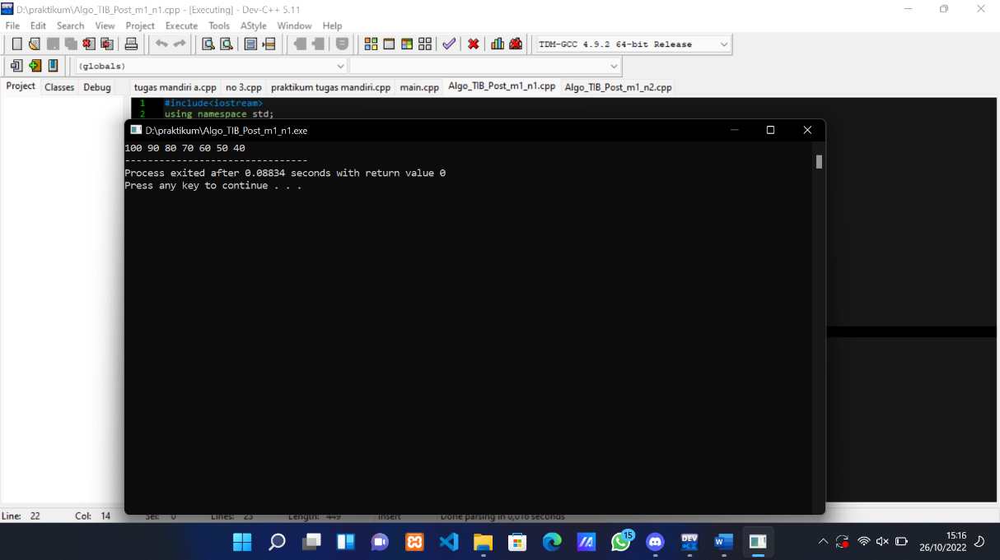 D:\praktikum\Algo_TIB_Post_m1_n1.cpp - [Executing] - Dev-C++ 5.11
File Edit Search View Project Execute Tools AStyle Window Help
TDM-GCC 4.9.2 64-bit Release
(globals)
Project Classes Debug
tugas mandiri a.cpp no 3.cpp praktikum tugas mandiri.cpp main.cpp Algo_TIB_Post_m1_n1.cpp Algo_TIB_Post_m1_n2.cpp
1 #include<iostream>
2 using namespace std;
D:\praktikum\Algo_TIB_Post_m1_n1.exe
100 90 80 70 60 50 40
--------------------------------
Process exited after 0.08834 seconds with return value 0
Press any key to continue . . .
Line: 22 Col: 14 Sel: 0 Lines: 23 Length: 449 Insert Done parsing in 0,016 seconds
15
DEV
C++
15:16
26/10/2022